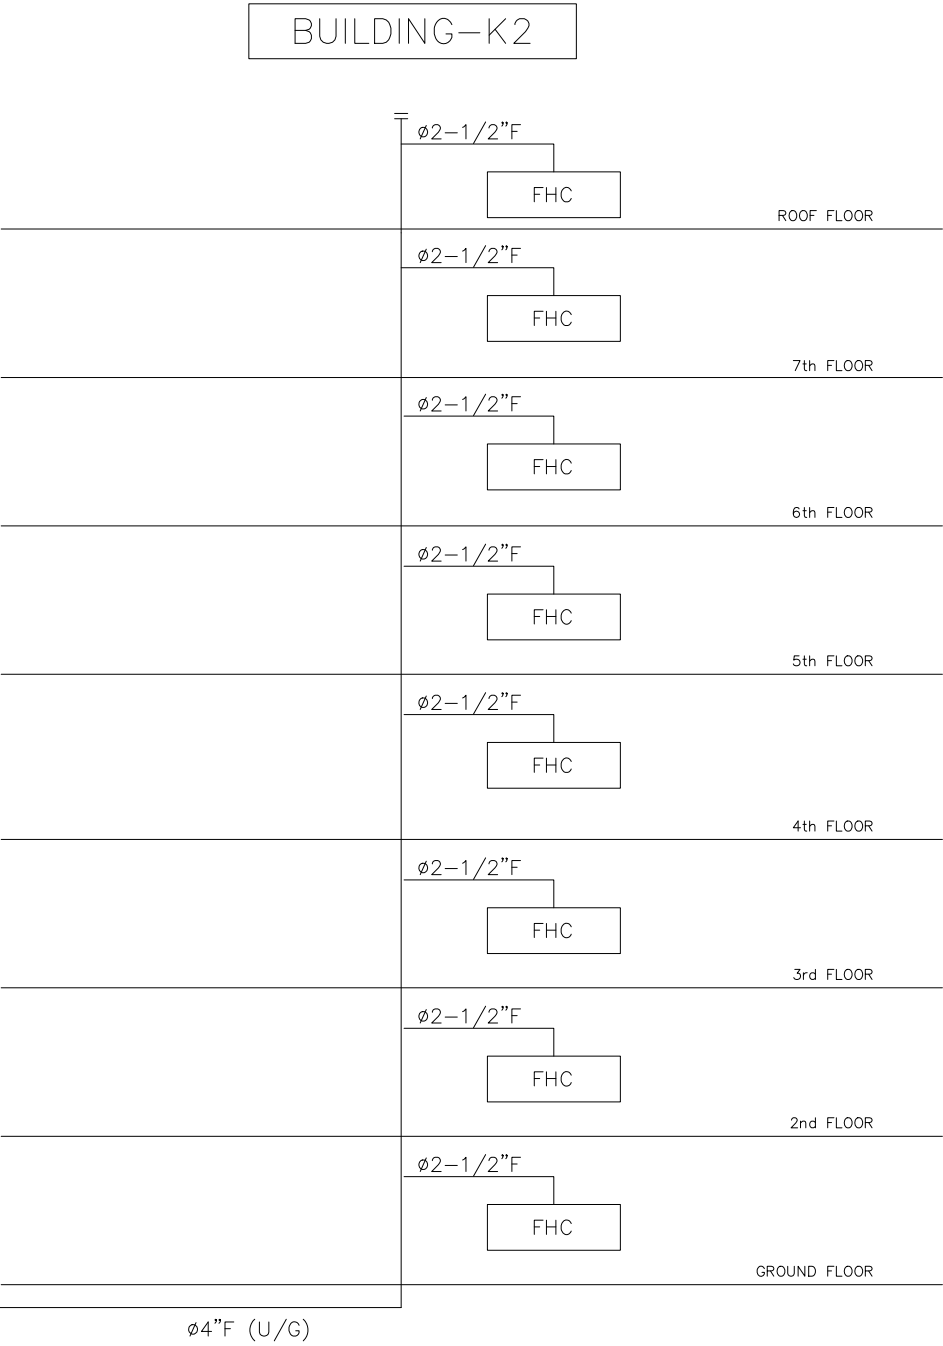 BUILDING-K2
ø2-1/2"F
FHC
ROOF FLOOR
ø2-1/2"F
FHC
7th FLOOR
ø2-1/2"F
FHC
6th FLOOR
ø2-1/2"F
FHC
5th FLOOR
ø2-1/2"F
FHC
4th FLOOR
ø2-1/2"F
FHC
3rd FLOOR
ø2-1/2"F
FHC
2nd FLOOR
ø2-1/2"F
FHC
GROUND FLOOR
ø4"F (U/G)